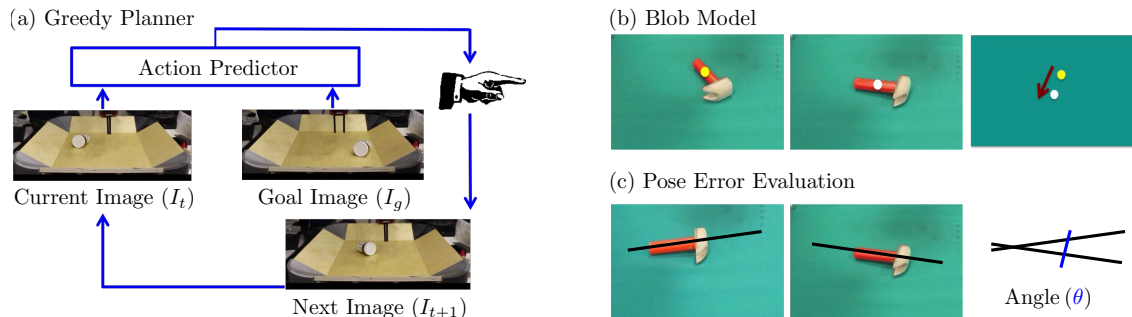 (a) Greedy Planner
Action Predictor
Current Image (I_t)
Goal Image (I_g)
Next Image (I_{t+1})
(b) Blob Model
(c) Pose Error Evaluation
Angle (θ)